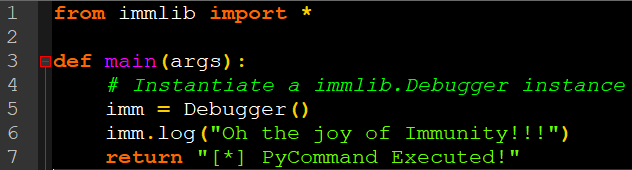 1 from immlib import *
2
3 def main(args):
4     # Instantiate a immlib.Debugger instance
5     imm = Debugger()
6     imm.log("Oh the joy of Immunity!!!")
7     return "[*] PyCommand Executed!"